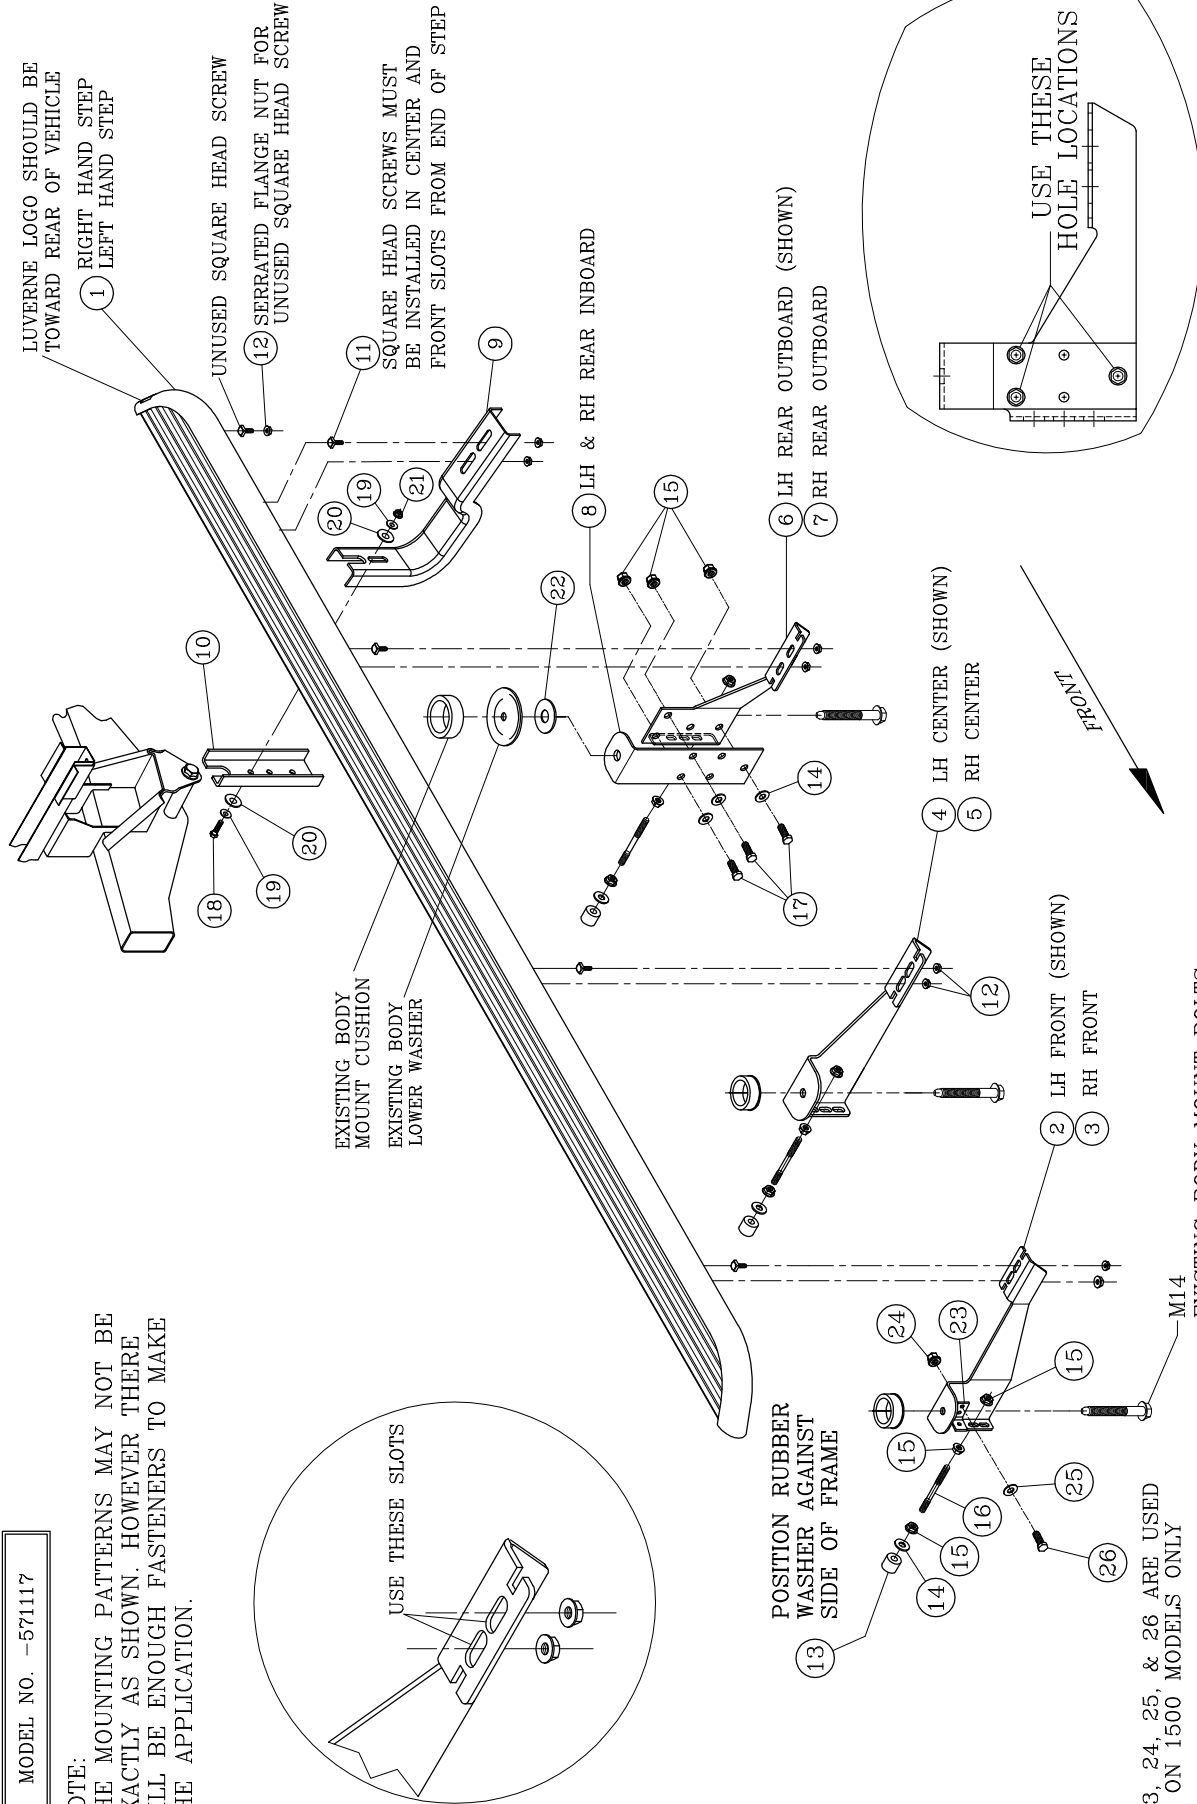 MODEL NO. -571117
OTE:
HE MOUNTING PATTERNS MAY NOT BE
XACTLY AS SHOWN. HOWEVER THERE
ILL BE ENOUGH FASTENERS TO MAKE
HE APPLICATION.
LUVERNE LOGO SHOULD BE
TOWARD REAR OF VEHICLE
1 RIGHT HAND STEP
LEFT HAND STEP
UNUSED SQUARE HEAD SCREW
12 SERRATED FLANGE NUT FOR
UNUSED SQUARE HEAD SCREW
11 SQUARE HEAD SCREWS MUST
BE INSTALLED IN CENTER AND
FRONT SLOTS FROM END OF STEP
9
10
20
19
21
18
19
20
EXISTING BODY
MOUNT CUSHION
EXISTING BODY
LOWER WASHER
22
8 LH & RH REAR INBOARD
15
6 LH REAR OUTBOARD (SHOWN)
7 RH REAR OUTBOARD
14
17
USE THESE
HOLE LOCATIONS
FRONT
4 LH CENTER (SHOWN)
5 RH CENTER
12
2 LH FRONT (SHOWN)
3 RH FRONT
USE THESE SLOTS
13 POSITION RUBBER
WASHER AGAINST
SIDE OF FRAME
24
23
15
15
16
15
14
25
26
M14
EXISTING BODY MOUNT BOLTS
3, 24, 25, & 26 ARE USED
ON 1500 MODELS ONLY